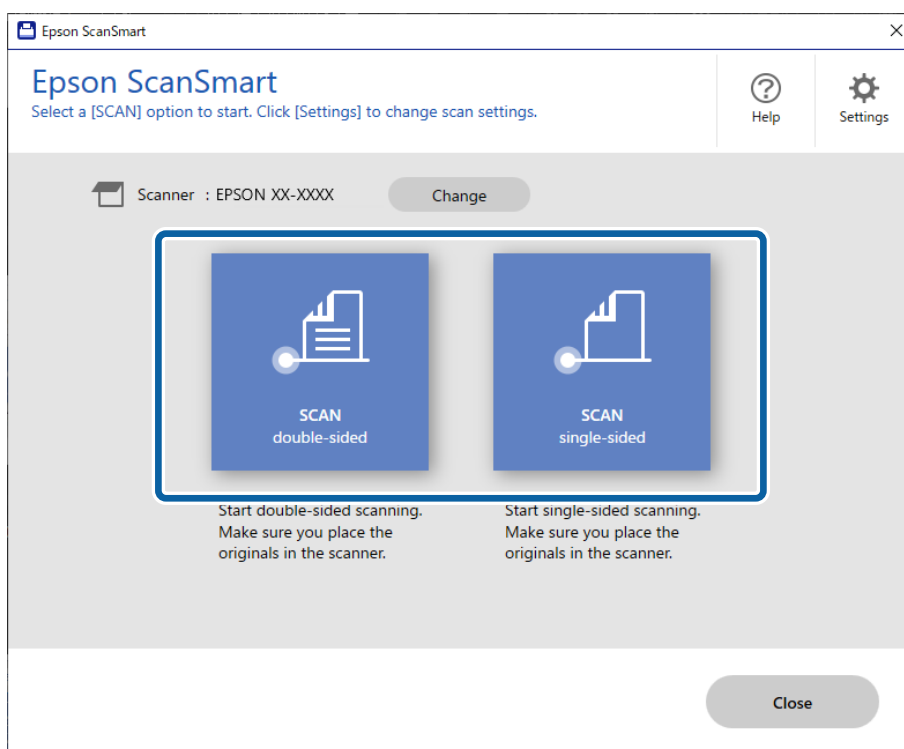 Epson ScanSmart
Epson ScanSmart
Select a [SCAN] option to start. Click [Settings] to change scan settings.
Help
Settings
Scanner : EPSON XX-XXXX
Change
SCAN
double-sided
SCAN
single-sided
Start double-sided scanning.
Make sure you place the
originals in the scanner.
Start single-sided scanning.
Make sure you place the
originals in the scanner.
Close